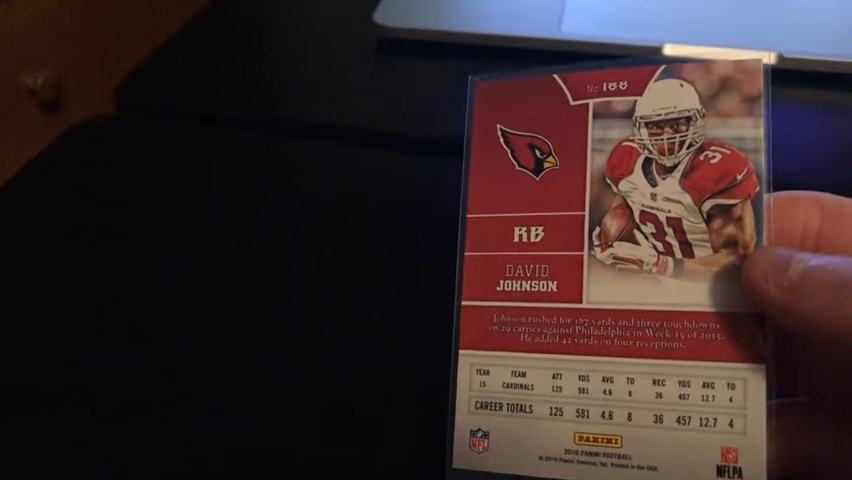 No 188
31
CARDINALS
31
RB
DAVID
JOHNSON
Johnson rushed for 187 yards and three touchdowns
on 29 carries against Philadelphia in Week 15 of 2015.
He added 42 yards on four receptions.
YEAR TEAM ATT YDS AVG TD REC YDS AVG TD
15 CARDINALS 125 581 4.6 8 36 457 12.7 4
CAREER TOTALS 125 581 4.6 8 36 457 12.7 4
NFL
PANINI
2016 PANINI FOOTBALL
© 2016 Panini America, Inc. Printed in the USA.
NFLPA